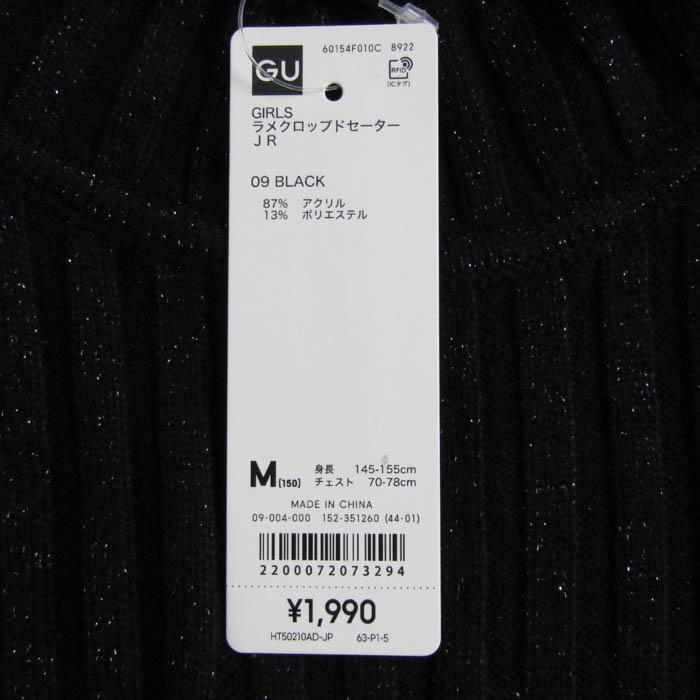 60154F010C 8922
GU
RFID
(ICタグ)
GIRLS
ラメクロップドセーター
JR
09 BLACK
87% アクリル
13% ポリエステル
M[150] 身長 145-155cm
チェスト 70-78cm
MADE IN CHINA
09-004-000 152-351260 (44-01)
2200072073294
¥1,990
HT50210AD-JP 63-P1-5